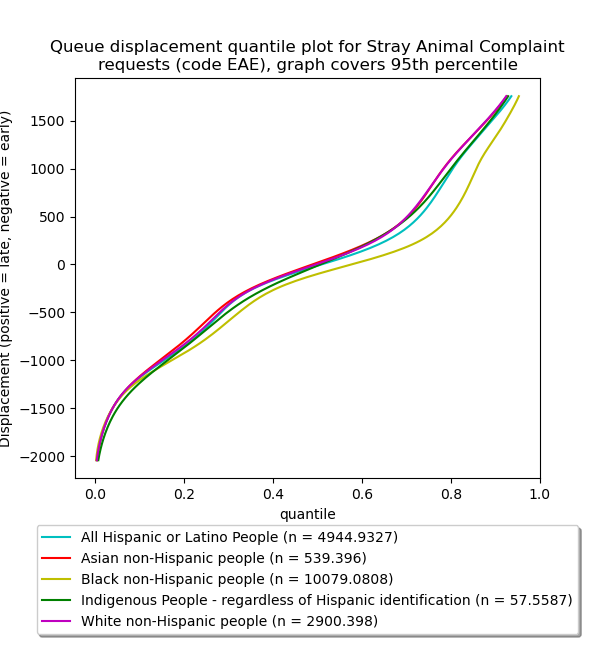 Queue displacement quantile plot for Stray Animal Complaint
requests (code EAE), graph covers 95th percentile
Displacement (positive = late, negative = early)
1500
1000
500
0
−500
−1000
−1500
−2000
0.0 0.2 0.4 0.6 0.8 1.0
quantile
All Hispanic or Latino People (n = 4944.9327)
Asian non-Hispanic people (n = 539.396)
Black non-Hispanic people (n = 10079.0808)
Indigenous People - regardless of Hispanic identification (n = 57.5587)
White non-Hispanic people (n = 2900.398)